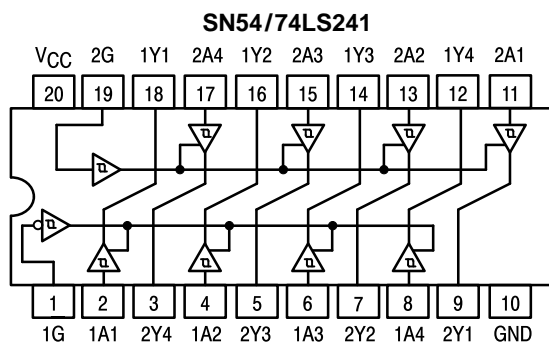 SN54/74LS241
VCC 2G 1Y1 2A4 1Y2 2A3 1Y3 2A2 1Y4 2A1
20 19 18 17 16 15 14 13 12 11
1 2 3 4 5 6 7 8 9 10
1G 1A1 2Y4 1A2 2Y3 1A3 2Y2 1A4 2Y1 GND